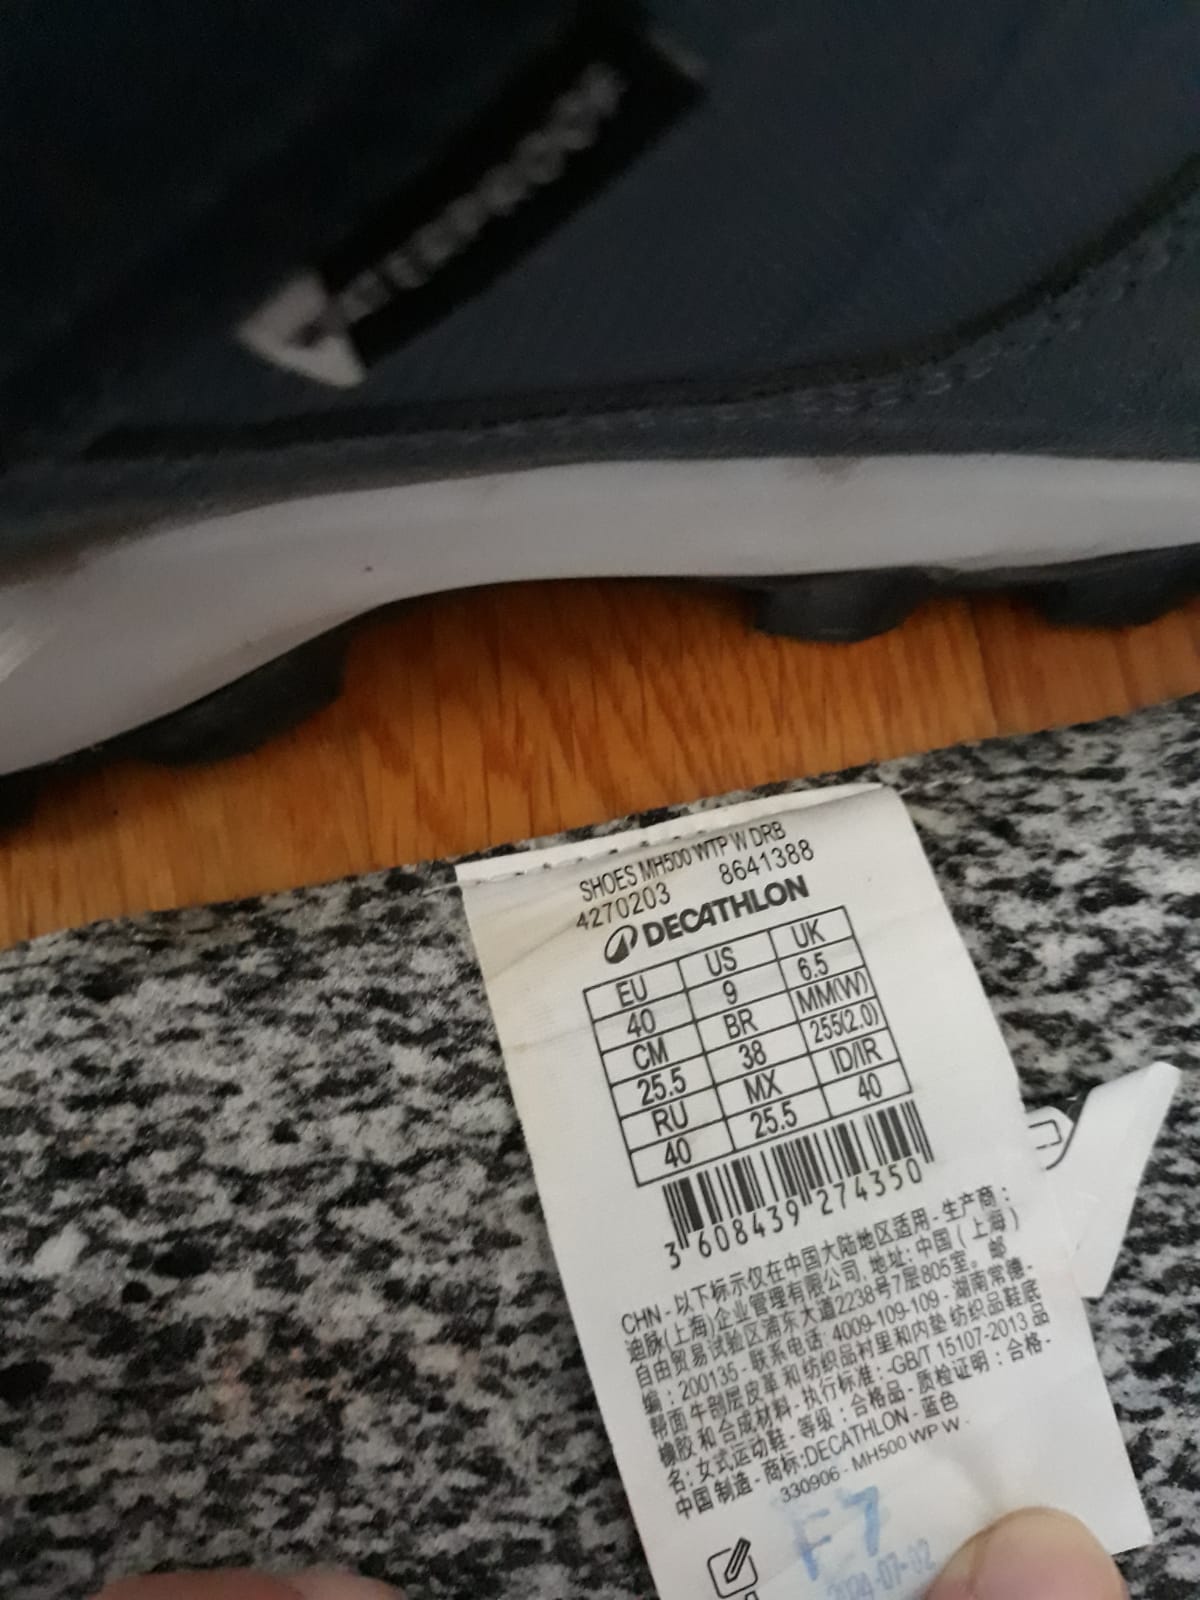 SHOES MH500 WTP W DRB
4270203 8641388
DECATHLON
EU US UK
40 9 6.5
CM BR MM(W)
25.5 38 255(2.0)
RU MX ID/IR
40 25.5 40
3 608439 274350
CHN - 以下标示仅在中国大陆地区适用 - 生产商：
迪脉(上海)企业管理有限公司, 地址: 中国（上海）
自由贸易试验区浦东大道2238号7层805室。 邮
编：200135 - 联系电话: 4009-109-109 - 湖南常德 -
帮面 牛剖层皮革 和 纺织品衬里和内垫 纺织品鞋底
橡胶 和 合成材料 - 执行标准: -GB/T 15107-2013 品
名: 女式运动鞋 - 等级：合格品 - 质检证明：合格 -
中国制造 - 商标:DECATHLON - 蓝色
330906 - MH500 WP W -
F7